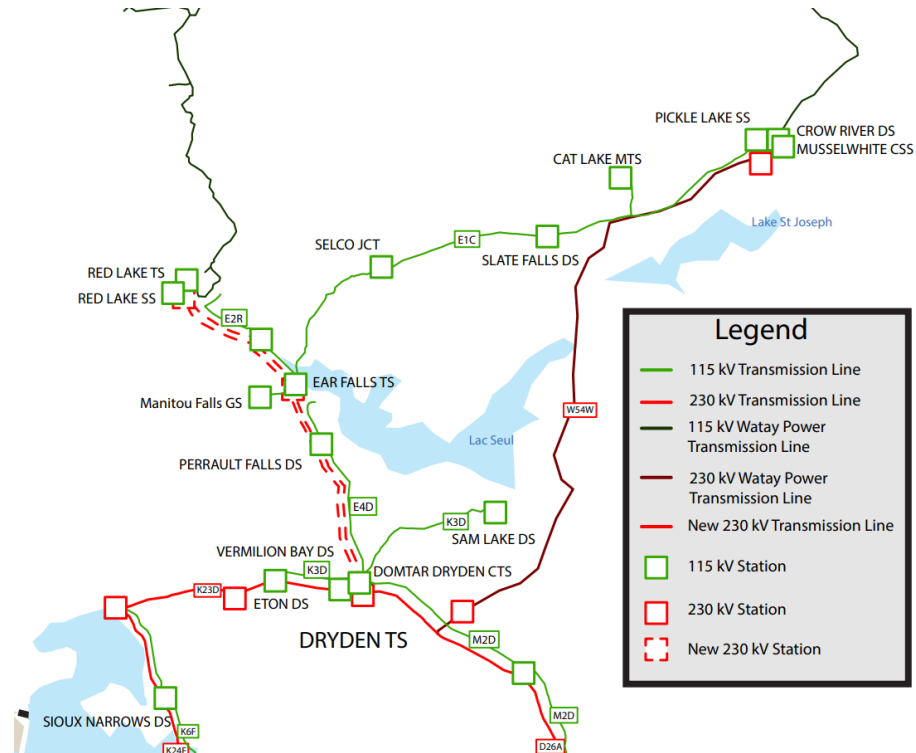 PICKLE LAKE SS
CROW RIVER DS
MUSSELWHITE CSS
CAT LAKE MTS
Lake St Joseph
SELCO JCT
E1C
SLATE FALLS DS
RED LAKE TS
RED LAKE SS
E2R
EAR FALLS TS
Manitou Falls GS
W54W
Lac Seul
PERRAULT FALLS DS
E4D
K3D
SAM LAKE DS
VERMILION BAY DS
K3D
DOMTAR DRYDEN CTS
K23D
ETON DS
DRYDEN TS
M2D
SIOUX NARROWS DS
K6F
K24F
M2D
D26A
Legend
115 kV Transmission Line
230 kV Transmission Line
115 kV Watay Power
Transmission Line
230 kV Watay Power
Transmission Line
New 230 kV Transmission Line
115 kV Station
230 kV Station
New 230 kV Station